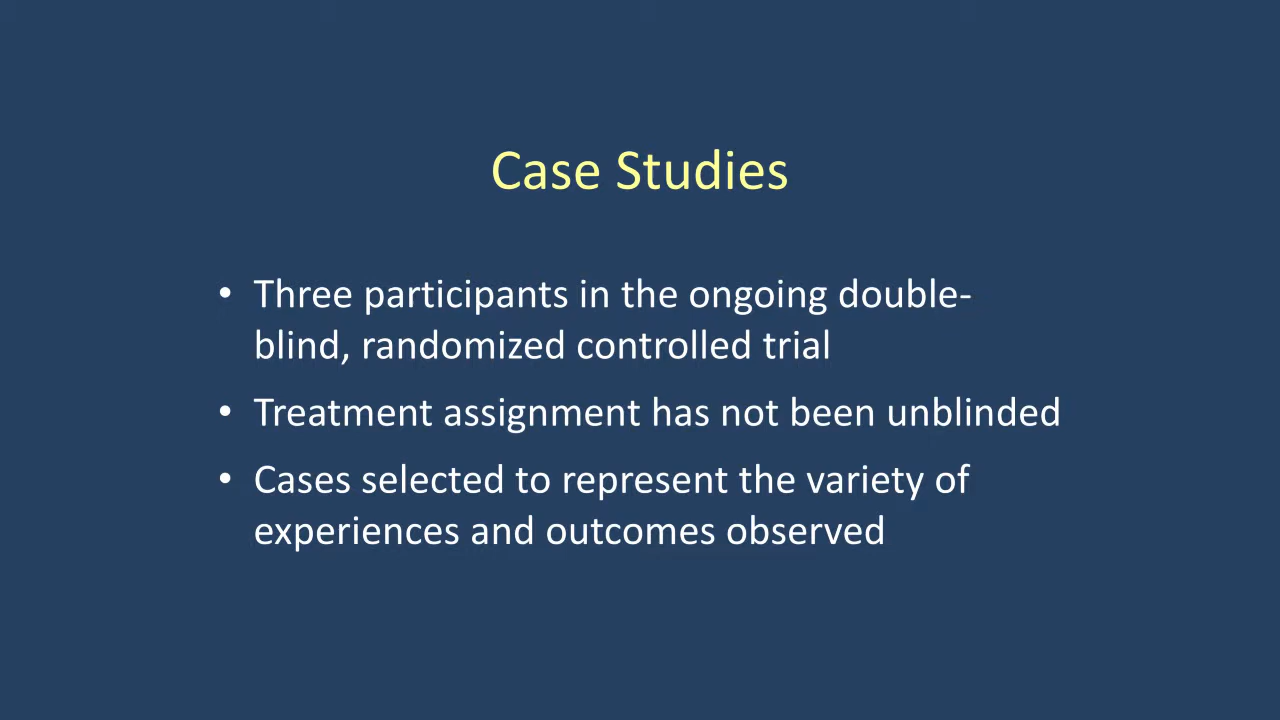 Case Studies
• Three participants in the ongoing double-
blind, randomized controlled trial
• Treatment assignment has not been unblinded
• Cases selected to represent the variety of
experiences and outcomes observed